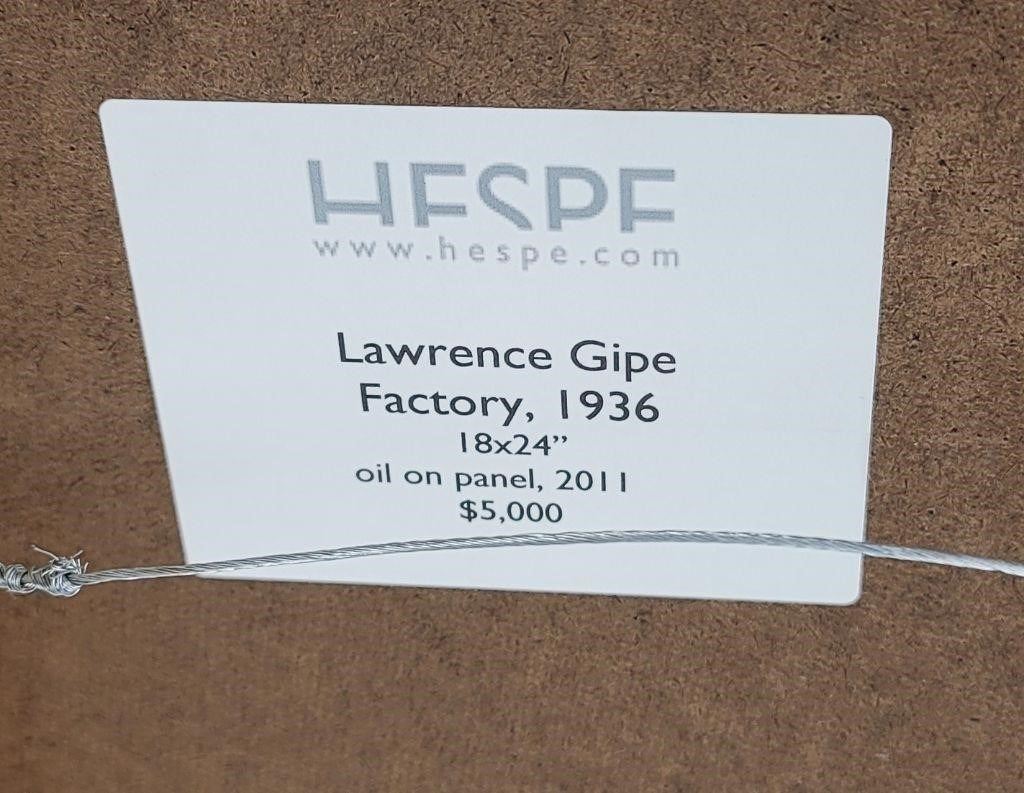 HESPE
www.hespe.com
Lawrence Gipe
Factory, 1936
18x24”
oil on panel, 2011
$5,000